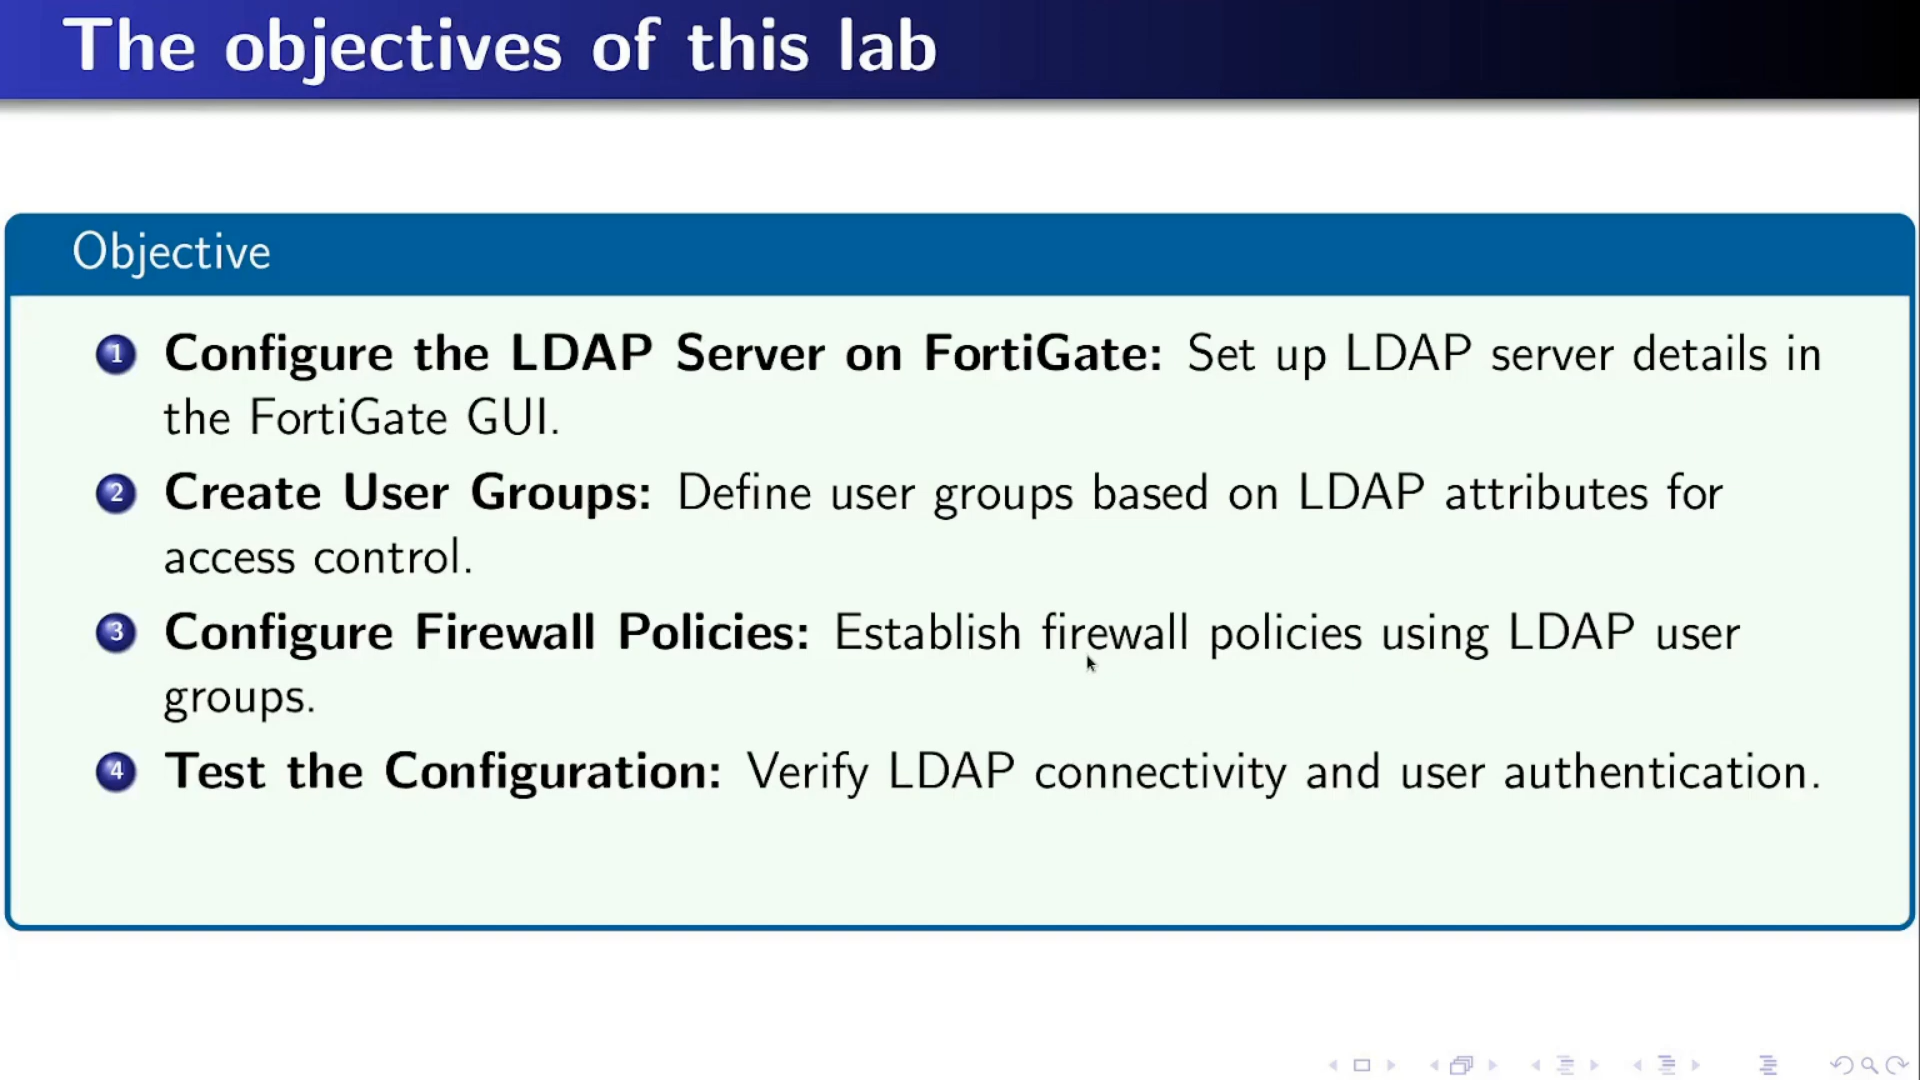 The objectives of this lab
Objective
1 Configure the LDAP Server on FortiGate: Set up LDAP server details in
the FortiGate GUI.
2 Create User Groups: Define user groups based on LDAP attributes for
access control.
3 Configure Firewall Policies: Establish firewall policies using LDAP user
groups.
4 Test the Configuration: Verify LDAP connectivity and user authentication.